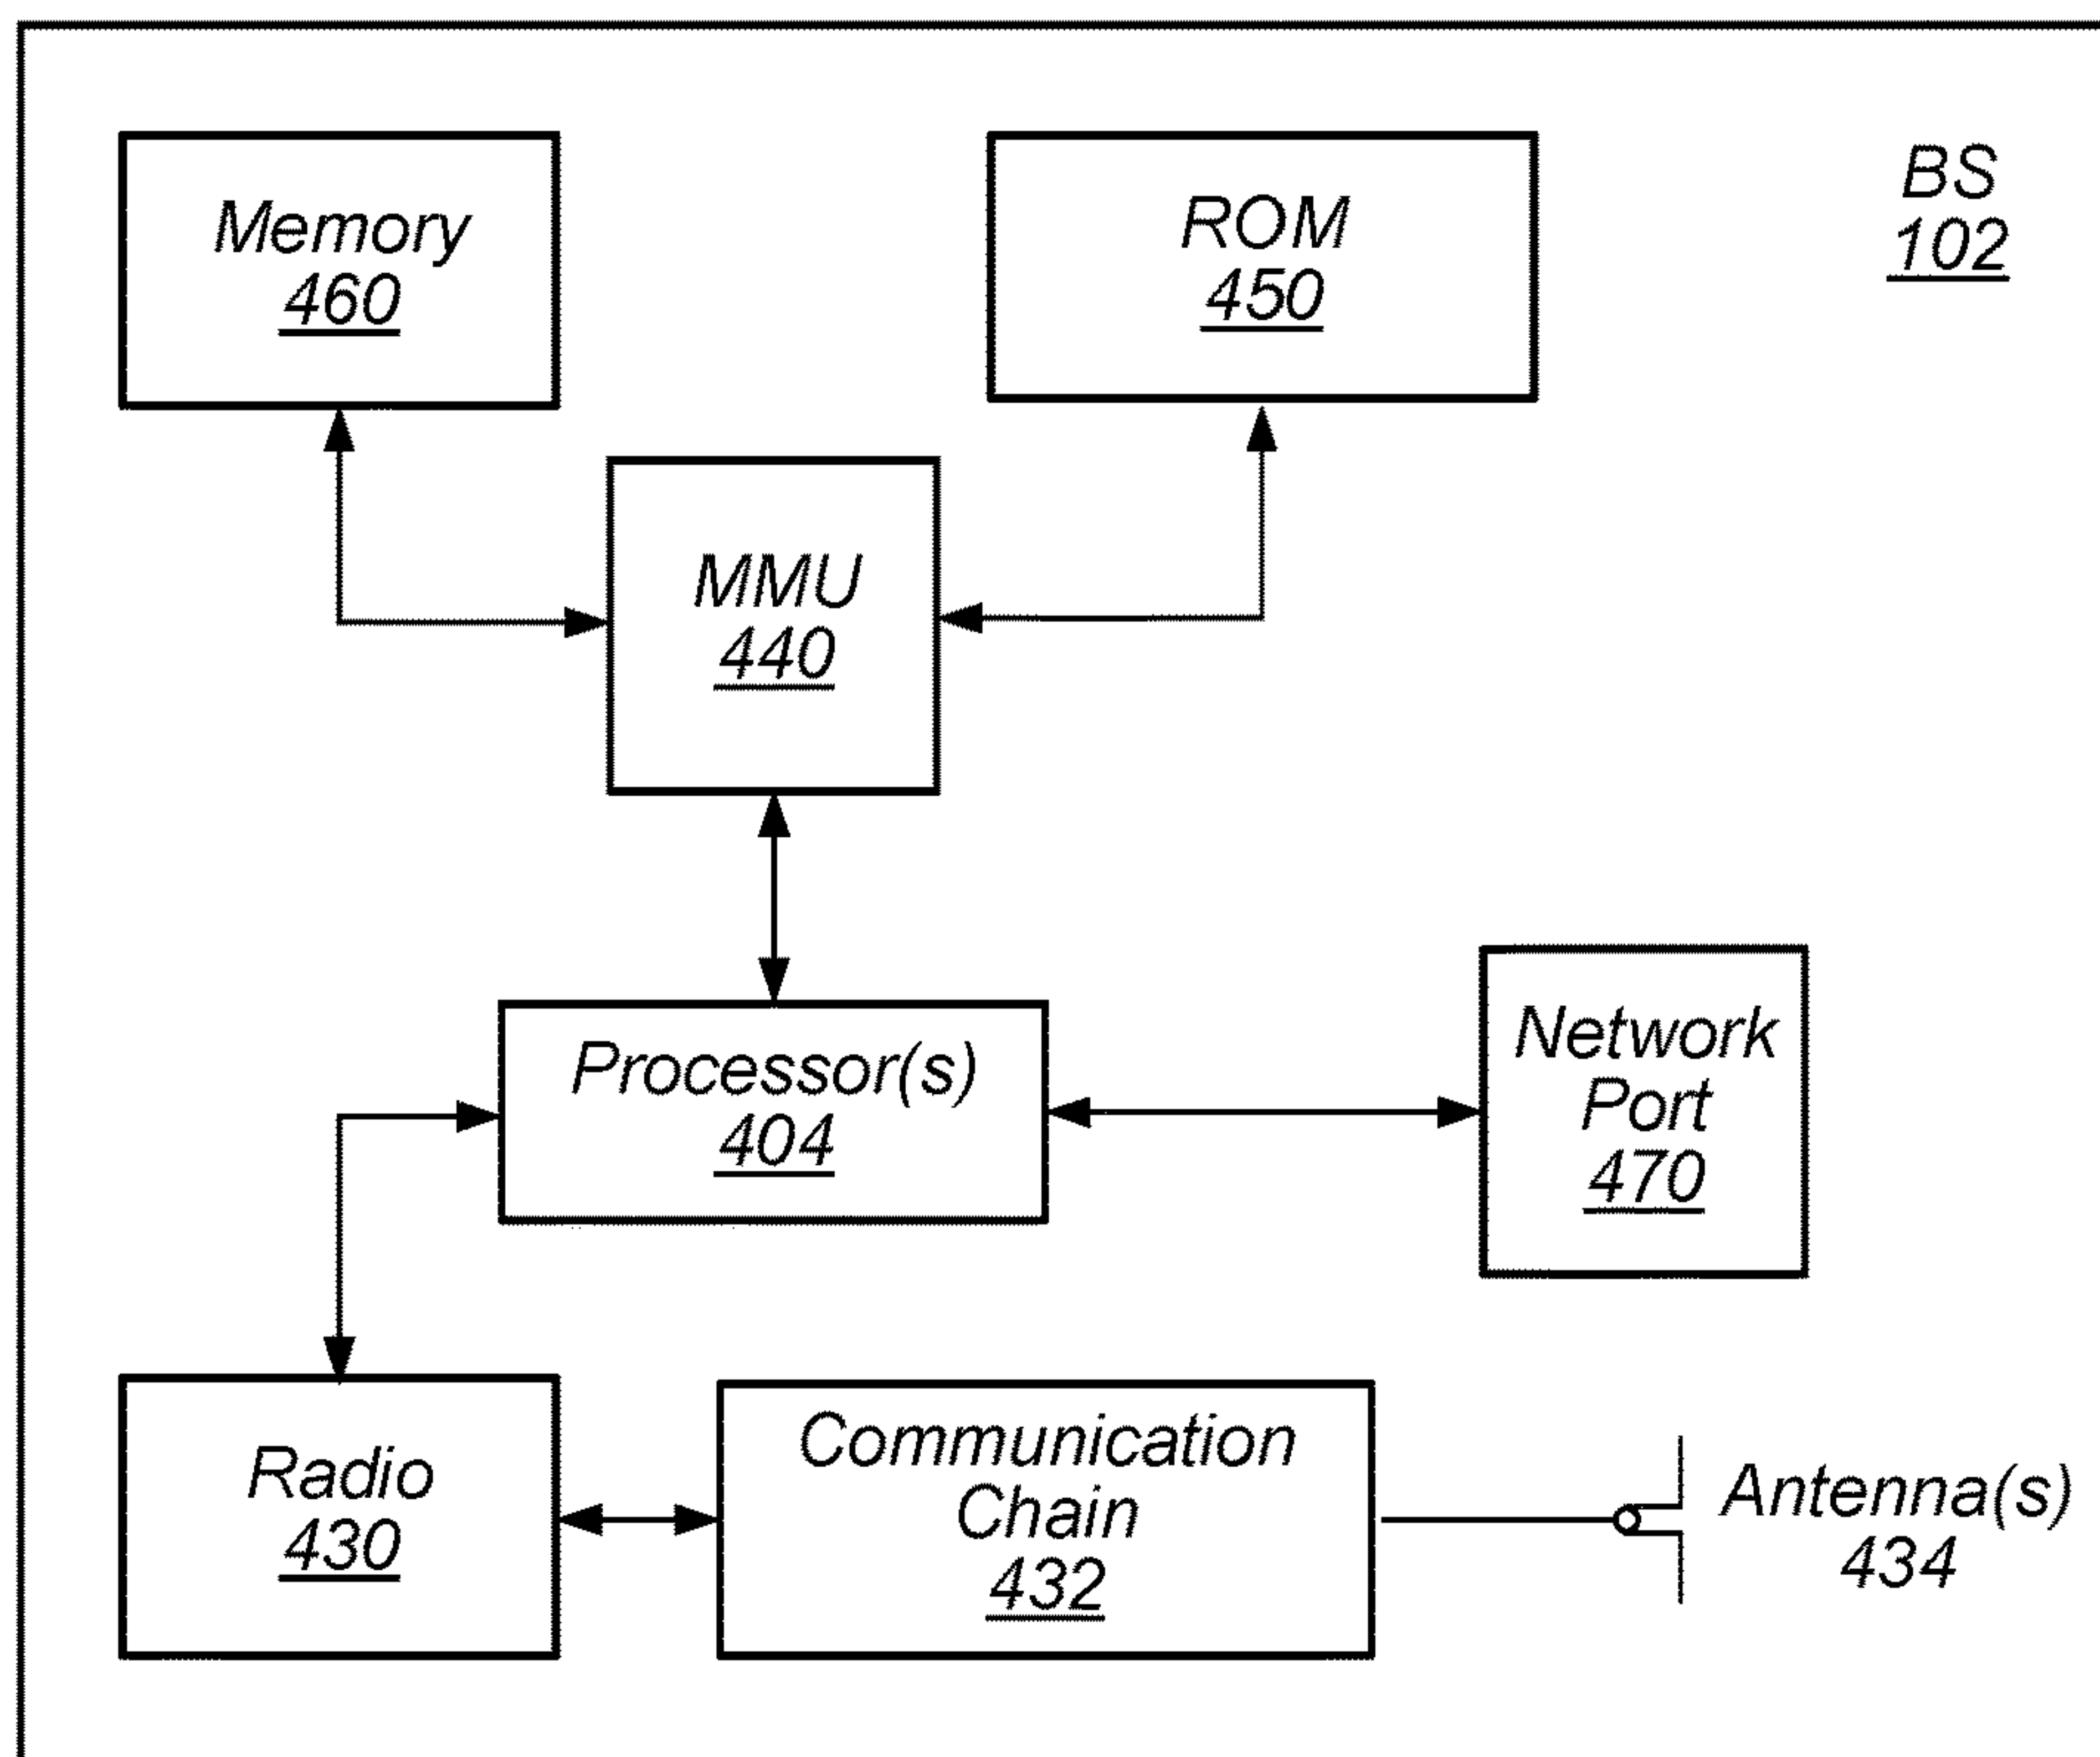 Memory
460
ROM
450
BS
102
MMU
440
Processor(s)
404
Network
Port
470
Radio
430
Communication
Chain
432
Antenna(s)
434